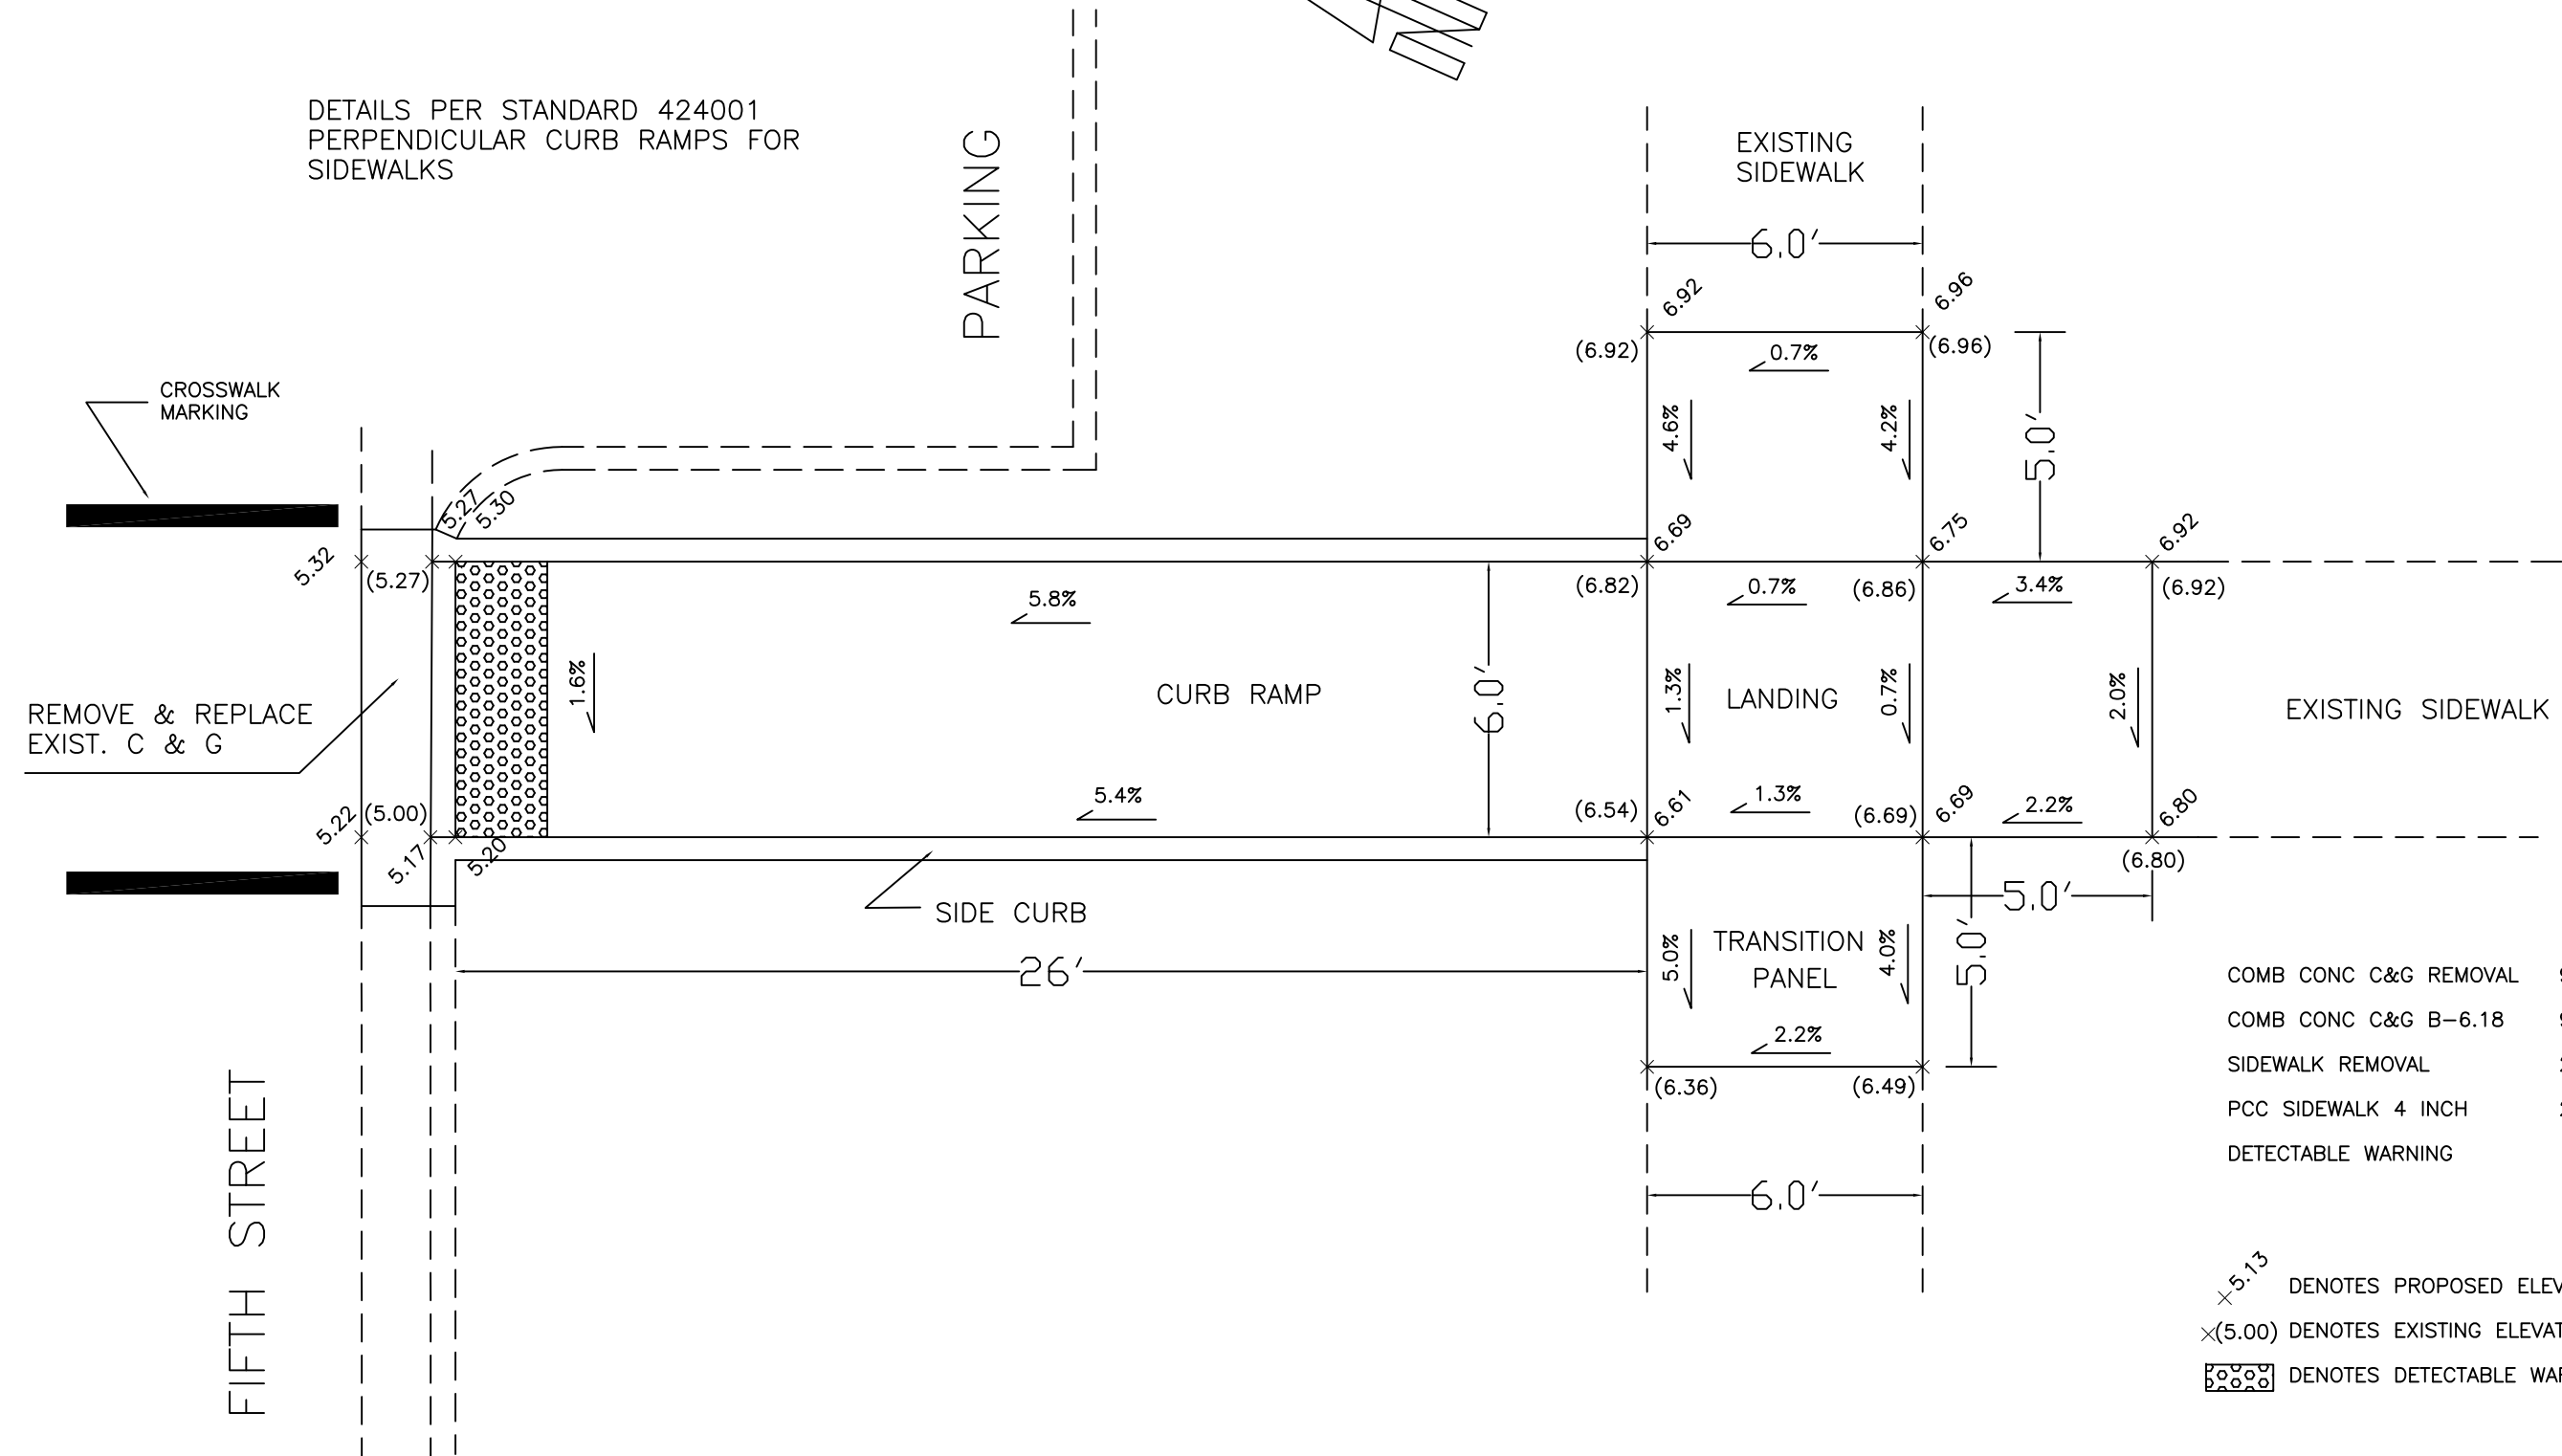 DETAILS PER STANDARD 424001
PERPENDICULAR CURB RAMPS FOR
SIDEWALKS
PARKING
EXISTING
SIDEWALK
6.0'
6.92
6.96
(6.92)
(6.96)
0.7%
4.6%
4.2%
5.0'
CROSSWALK
MARKING
5.27
5.30
5.32
(5.27)
6.69
6.75
6.92
(6.82)
(6.86)
(6.92)
5.8%
0.7%
3.4%
1.6%
CURB RAMP
6.0'
1.3%
LANDING
0.7%
2.0%
EXISTING SIDEWALK
REMOVE & REPLACE
EXIST. C & G
5.4%
1.3%
2.2%
5.22
(5.00)
5.17
5.20
(6.54)
6.61
(6.69)
6.69
6.80
(6.80)
5.0'
SIDE CURB
26'
5.0%
TRANSITION
PANEL
4.0%
5.0'
2.2%
(6.36)
(6.49)
6.0'
FIFTH STREET
COMB CONC C&G REMOVAL
COMB CONC C&G B-6.18
SIDEWALK REMOVAL
PCC SIDEWALK 4 INCH
DETECTABLE WARNING
5.13 DENOTES PROPOSED
(5.00) DENOTES EXISTING
DENOTES DETECTABLE